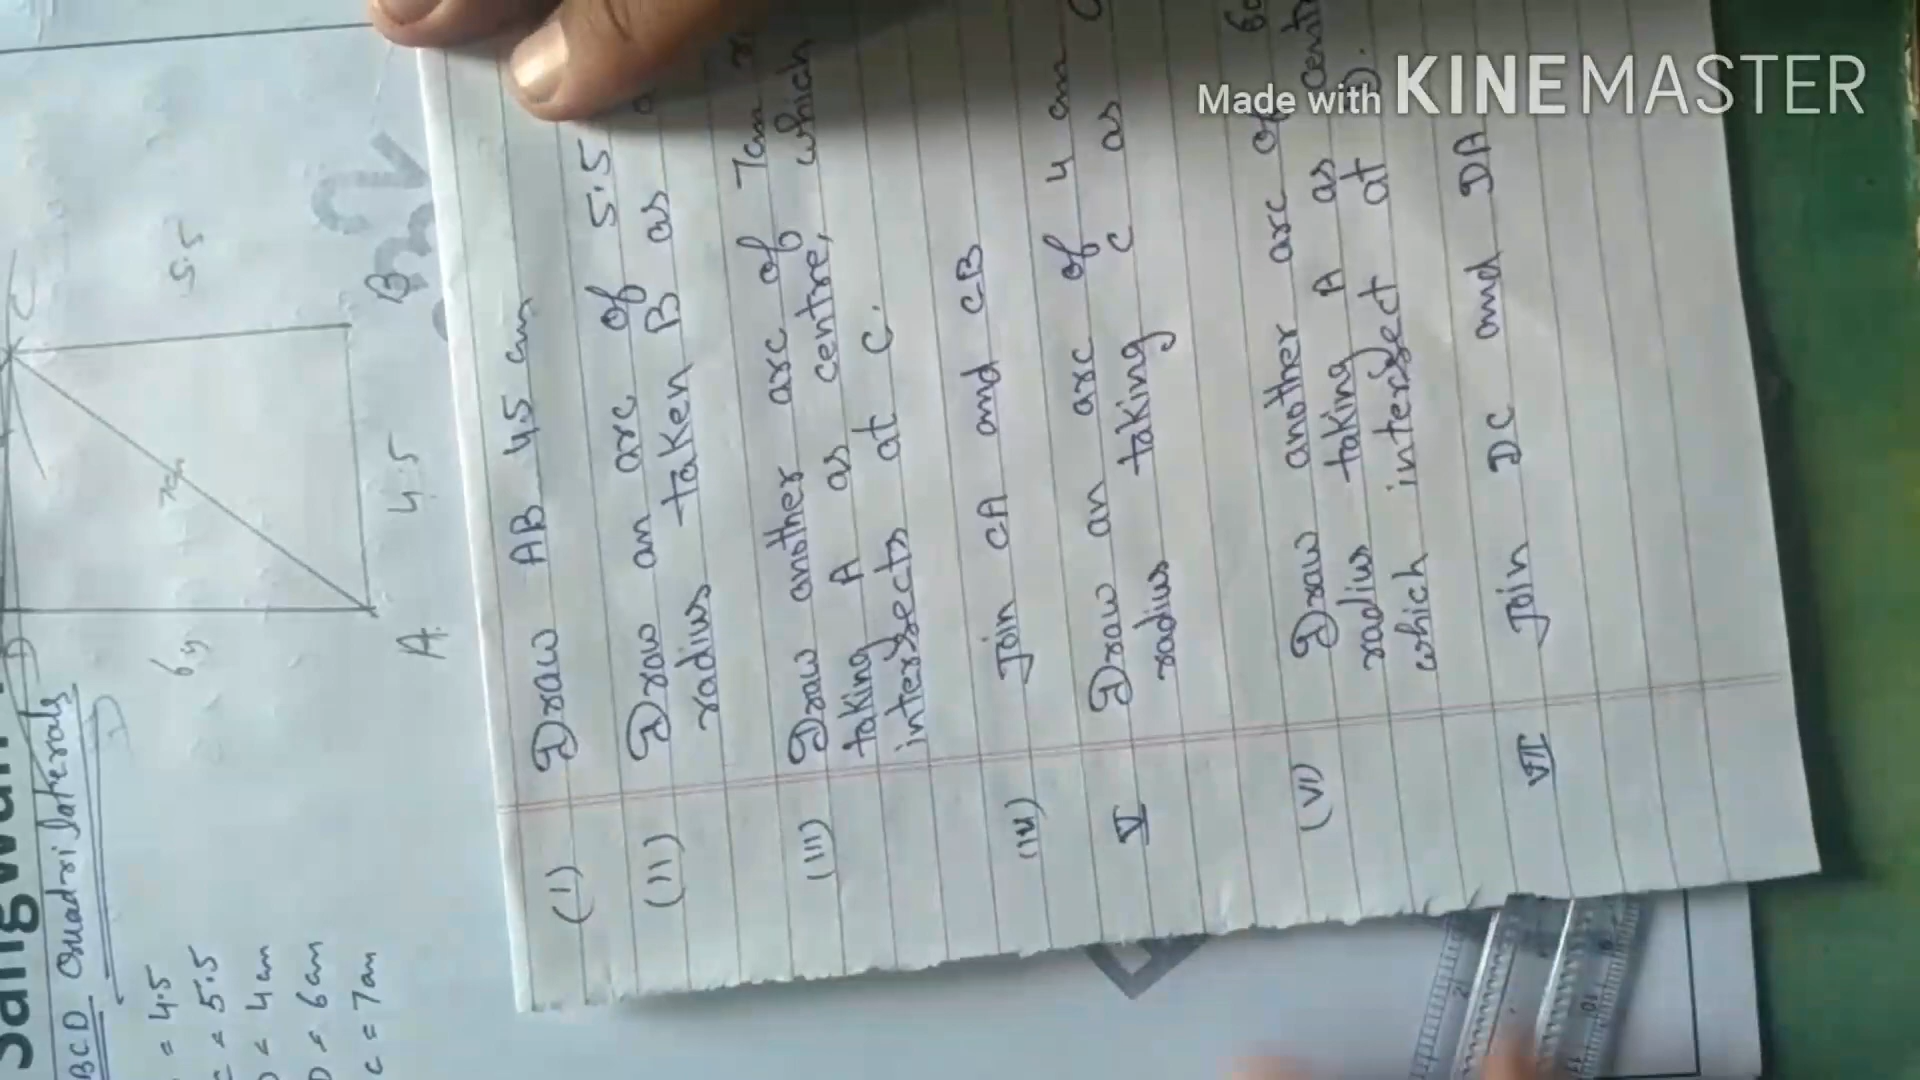 Made with KINEMASTER
BCD Quadrilaterals
= 4.5
= 5.5
= 4 cm
= 6 cm
C = 7 cm
D
C
6
7cm
5.5
A
4.5
B
(I) Draw AB 4.5 cm
(II) Draw an arc of 5.5
radius taken B as
(III) Draw another arc of 7cm
taking A as centre, which
intersects at C.
(IV) Join CA and CB
V Draw an arc of 4 cm
radius taking C as
(VI) Draw another arc of
radius taking A as
which intersect at D.
VII Join DC and DA